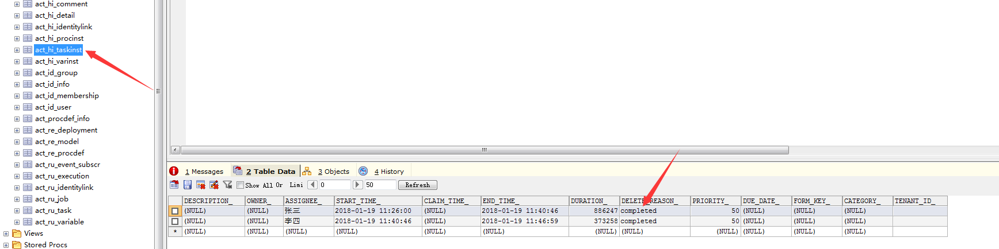 act_hi_comment
act_hi_detail
act_hi_identitylink
act_hi_procinst
act_hi_taskinst
act_hi_varinst
act_id_group
act_id_info
act_id_membership
act_id_user
act_procdef_info
act_re_deployment
act_re_model
act_re_procdef
act_ru_event_subscr
act_ru_execution
act_ru_identitylink
act_ru_job
act_ru_task
act_ru_variable
Views
Stored Procs
1 Messages 2 Table Data 3 Objects 4 History
Show All Or Limi 0 50 Refresh
DESCRIPTION_ OWNER_ ASSIGNEE_ START_TIME_ CLAIM_TIME_ END_TIME_ DURATION_ DELETE_REASON_ PRIORITY_ DUE_DATE_ FORM_KEY_ CATEGORY_ TENANT_ID_
(NULL) (NULL) 张三 2018-01-19 11:26:00 (NULL) 2018-01-19 11:40:46 886247 completed 50 (NULL) (NULL) (NULL)
(NULL) (NULL) 李四 2018-01-19 11:40:46 (NULL) 2018-01-19 11:46:59 373258 completed 50 (NULL) (NULL) (NULL)
* (NULL) (NULL) (NULL) (NULL) (NULL) (NULL) (NULL) (NULL) (NULL) (NULL) (NULL) (NULL)